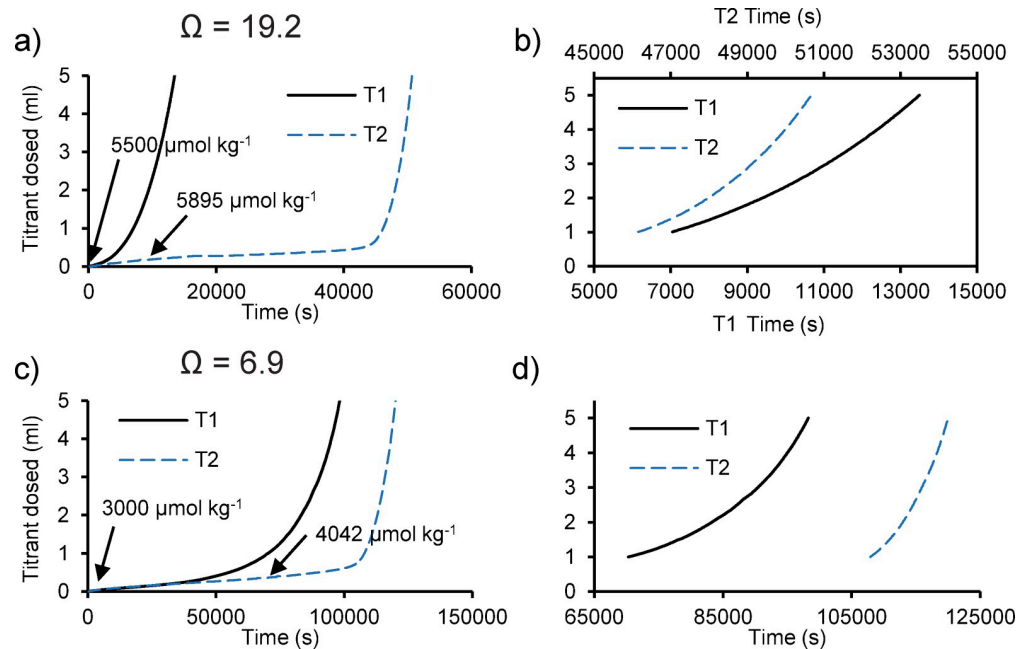 a)
Ω = 19.2
Titrant dosed (ml)
5
4
3
2
1
0
T1
T2
5500 µmol kg-1
5895 µmol kg-1
0 20000 40000 60000
Time (s)
b)
T2 Time (s)
45000 47000 49000 51000 53000 55000
5
4
3
2
1
0
T1
T2
5000 7000 9000 11000 13000 15000
T1 Time (s)
c)
Ω = 6.9
Titrant dosed (ml)
5
4
3
2
1
0
T1
T2
3000 µmol kg-1
4042 µmol kg-1
0 50000 100000 150000
Time (s)
d)
5
4
3
2
1
0
T1
T2
65000 85000 105000 125000
Time (s)